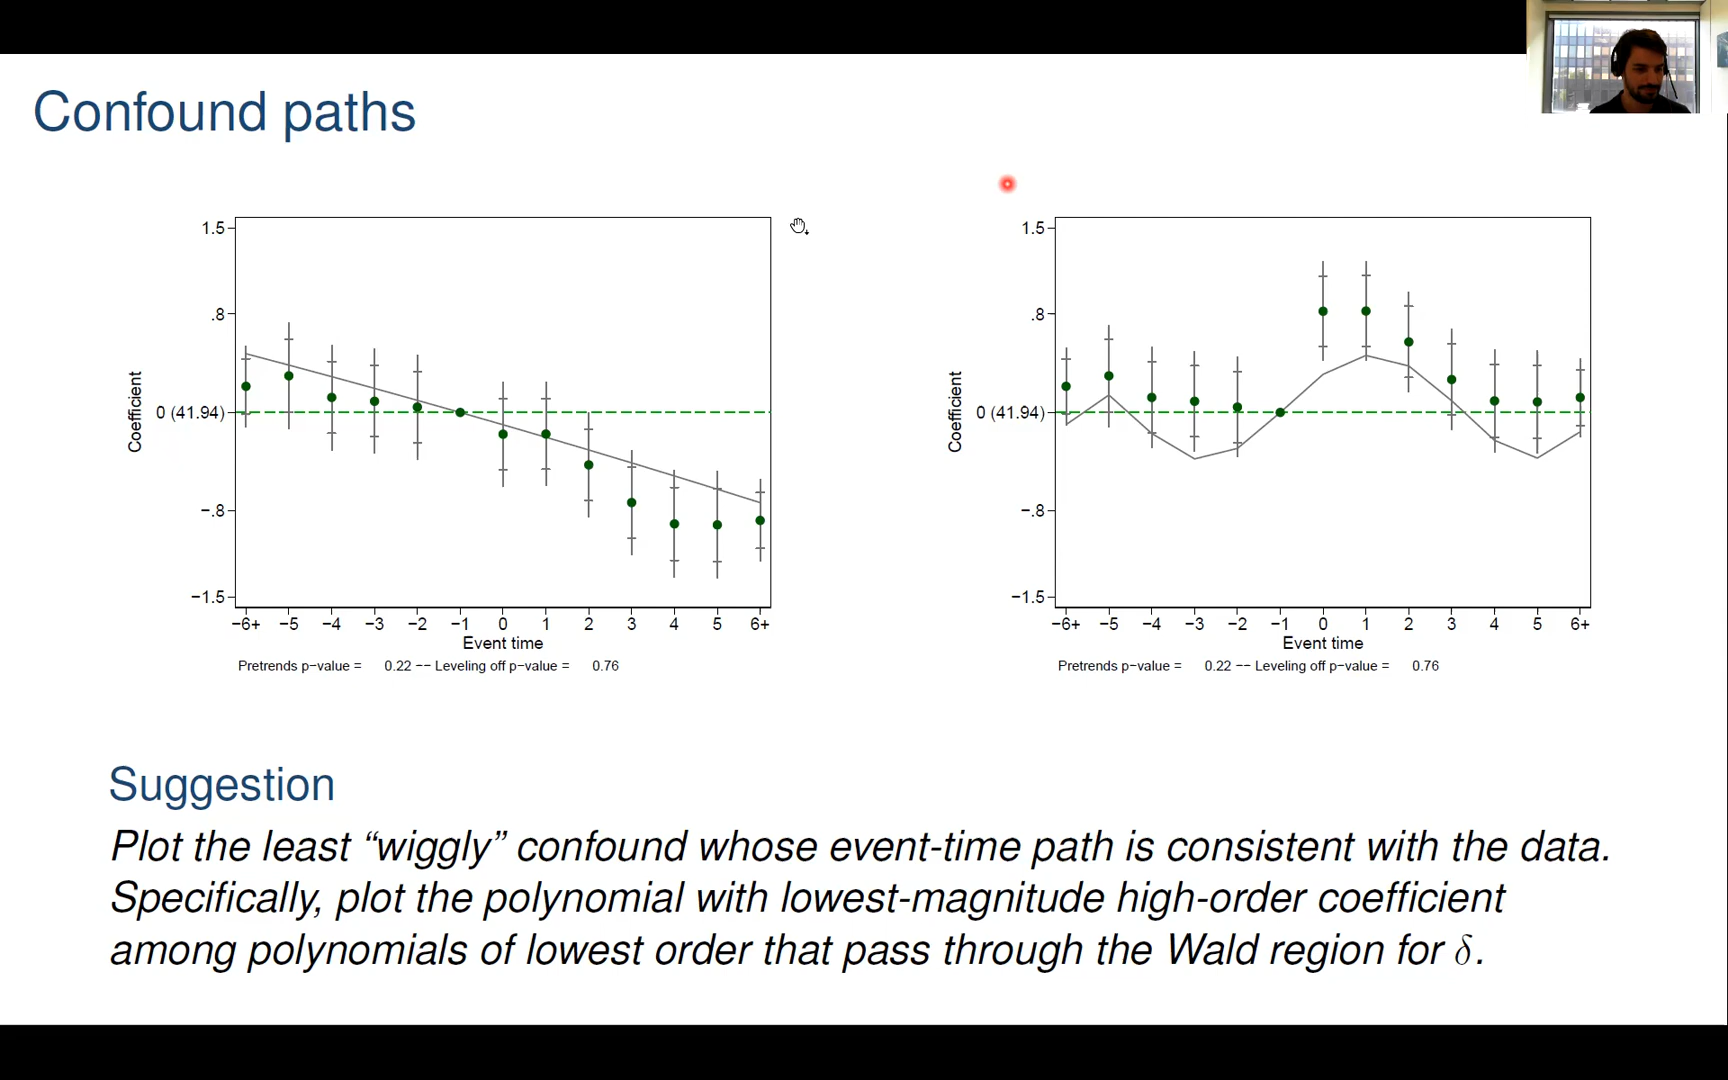 Confound paths
1.5
.8
0 (41.94)
−.8
−1.5
Coefficient
−6+ −5 −4 −3 −2 −1 0 1 2 3 4 5 6+
Event time
Pretrends p−value = 0.22 −− Leveling off p−value = 0.76
1.5
.8
0 (41.94)
−.8
−1.5
Coefficient
−6+ −5 −4 −3 −2 −1 0 1 2 3 4 5 6+
Event time
Pretrends p−value = 0.22 −− Leveling off p−value = 0.76
Suggestion
Plot the least “wiggly” confound whose event-time path is consistent with the data.
Specifically, plot the polynomial with lowest-magnitude high-order coefficient
among polynomials of lowest order that pass through the Wald region for δ.